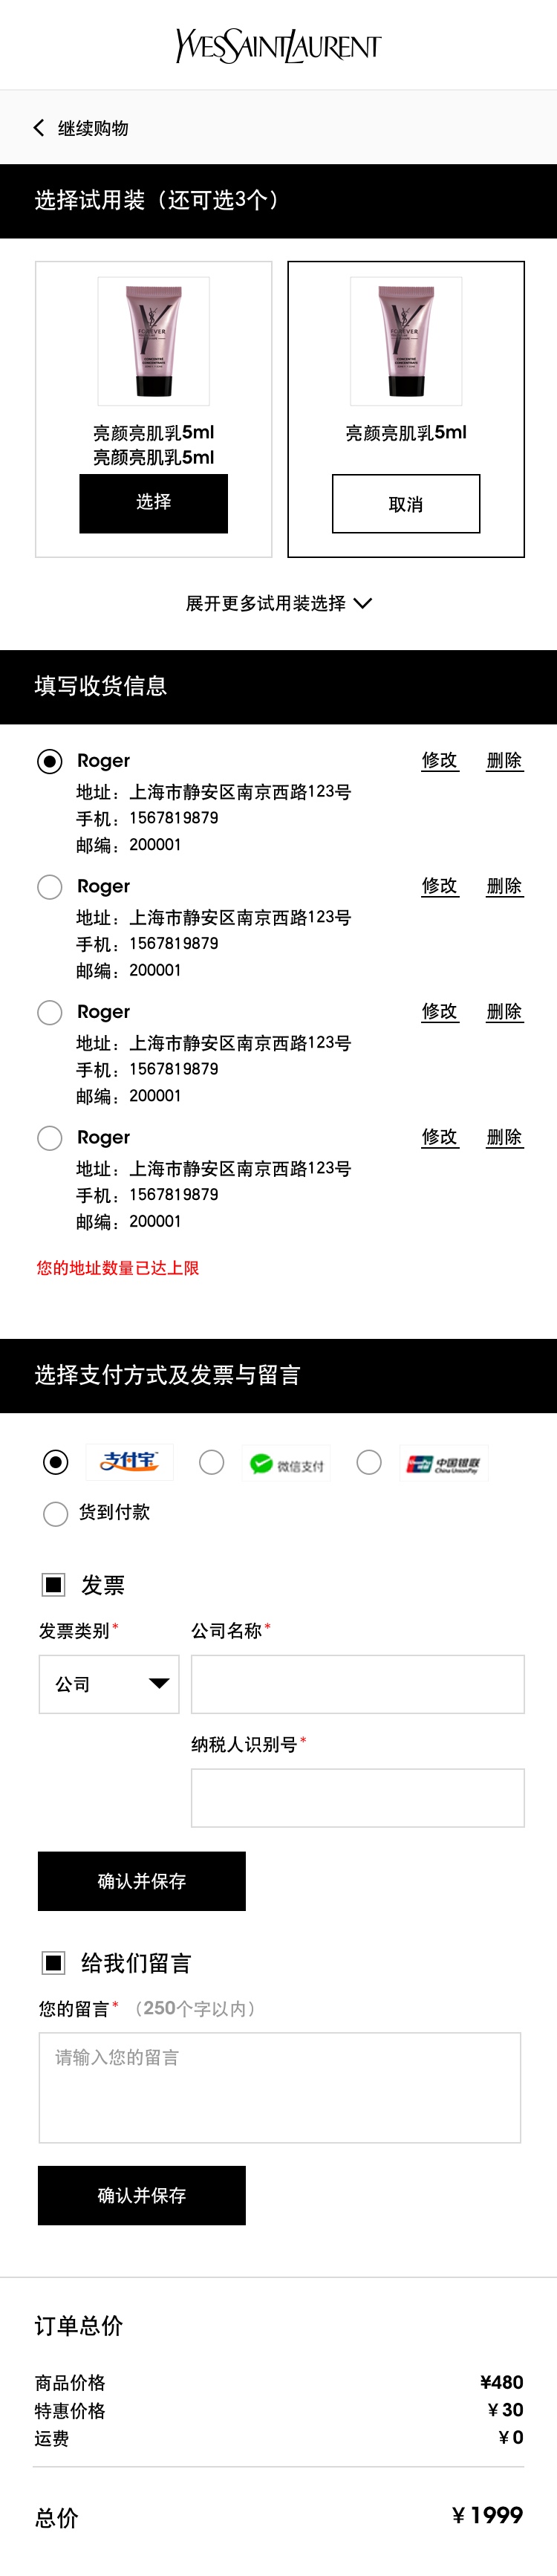 YVESSAINTLAURENT
继续购物
选择试用装（还可选3个）
FOREVER
亮颜亮肌乳5ml
亮颜亮肌乳5ml
选择
FOREVER
亮颜亮肌乳5ml
取消
展开更多试用装选择
填写收货信息
Roger 修改 删除
地址：上海市静安区南京西路123号
手机：1567819879
邮编：200001
Roger 修改 删除
地址：上海市静安区南京西路123号
手机：1567819879
邮编：200001
Roger 修改 删除
地址：上海市静安区南京西路123号
手机：1567819879
邮编：200001
Roger 修改 删除
地址：上海市静安区南京西路123号
手机：1567819879
邮编：200001
您的地址数量已达上限
选择支付方式及发票与留言
支付宝 微信支付 UnionPay 中国银联
China UnionPay
货到付款
发票
发票类别* 公司名称*
公司
纳税人识别号*
确认并保存
给我们留言
您的留言*（250个字以内）
请输入您的留言
确认并保存
订单总价
商品价格 ¥480
特惠价格 ¥30
运费 ¥0
总价 ¥1999